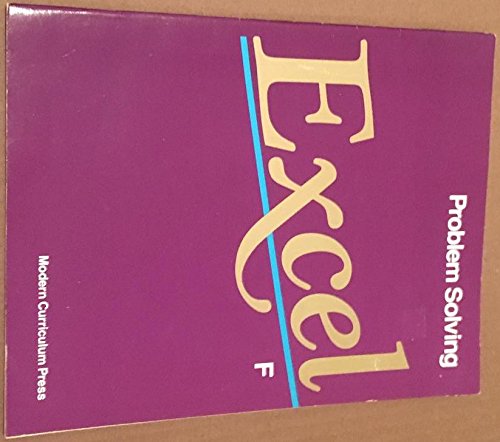 Problem Solving
Excel
F
Modern Curriculum Press